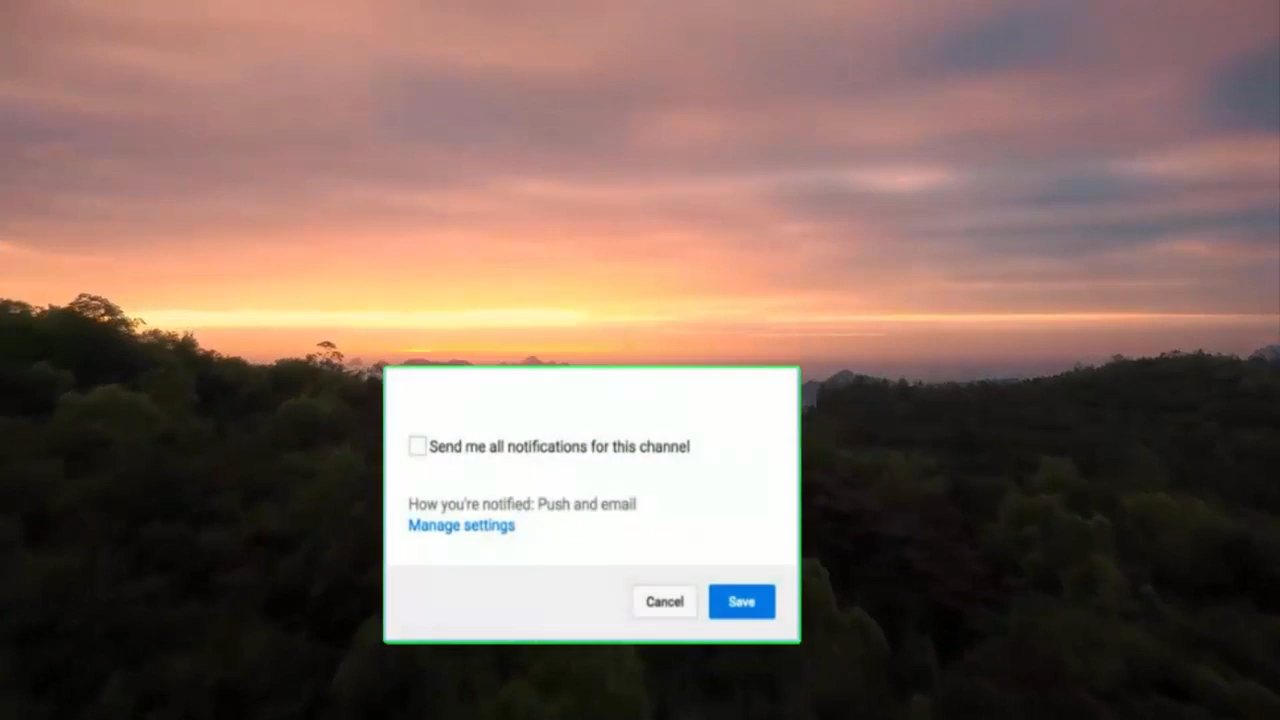 Send me all notifications for this channel
How you're notified: Push and email
Manage settings
Cancel
Save